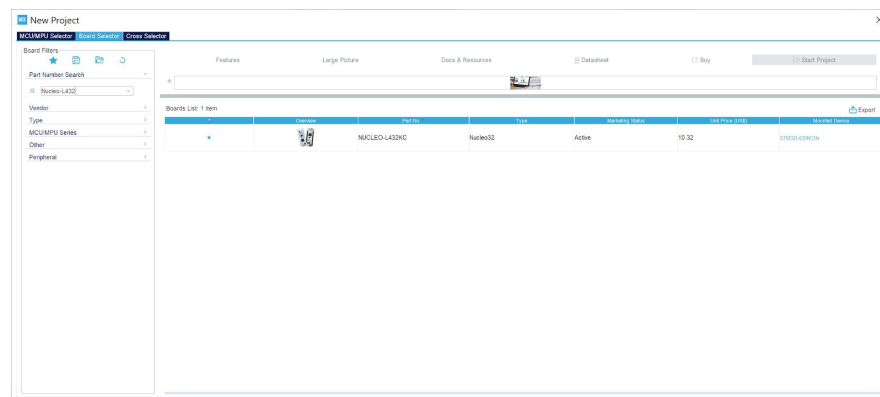 MX New Project
MCU/MPU Selector Board Selector Cross Selector
Board Filters
Features Large Picture Docs & Resources Datasheet Buy Start Project
Part Number Search
Nucleo-L432
Vendor
Type
MCU/MPU Series
Other
Peripheral
Boards List: 1 item
Export
* Overview Part No Type Marketing Status Unit Price (US$) Mounted Device
NUCLEO-L432KC Nucleo32 Active 10.32 STM32L432KCUx